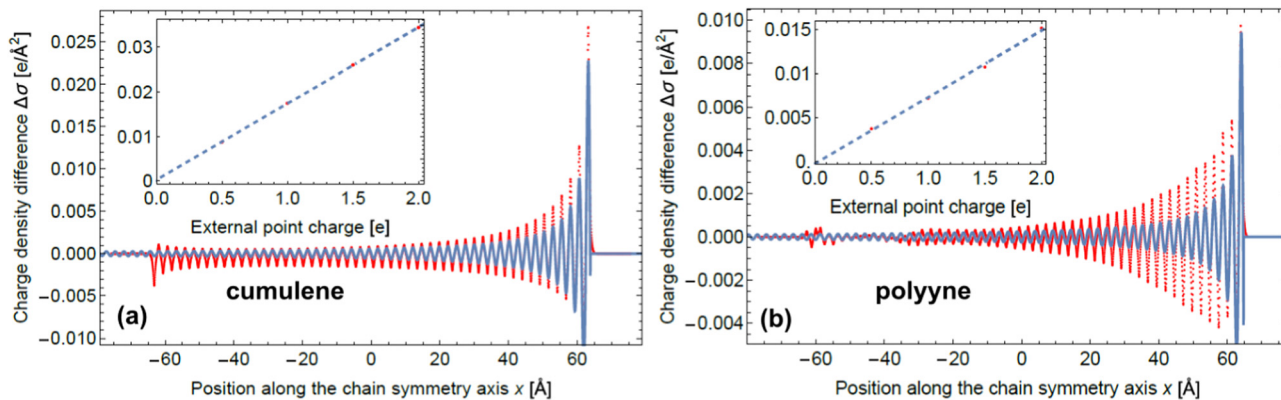 Charge density difference Δσ [e/Å²]
0.025
0.020
0.015
0.010
0.005
0.000
−0.005
−0.010
0.03
0.02
0.01
0
0.0 0.5 1.0 1.5 2.0
External point charge [e]
(a) cumulene
−60 −40 −20 0 20 40 60
Position along the chain symmetry axis x [Å]
Charge density difference Δσ [e/Å²]
0.010
0.008
0.006
0.004
0.002
0.000
−0.002
−0.004
0.015
0.010
0.005
0
0.0 0.5 1.0 1.5 2.0
External point charge [e]
(b) polyyne
−60 −40 −20 0 20 40 60
Position along the chain symmetry axis x [Å]